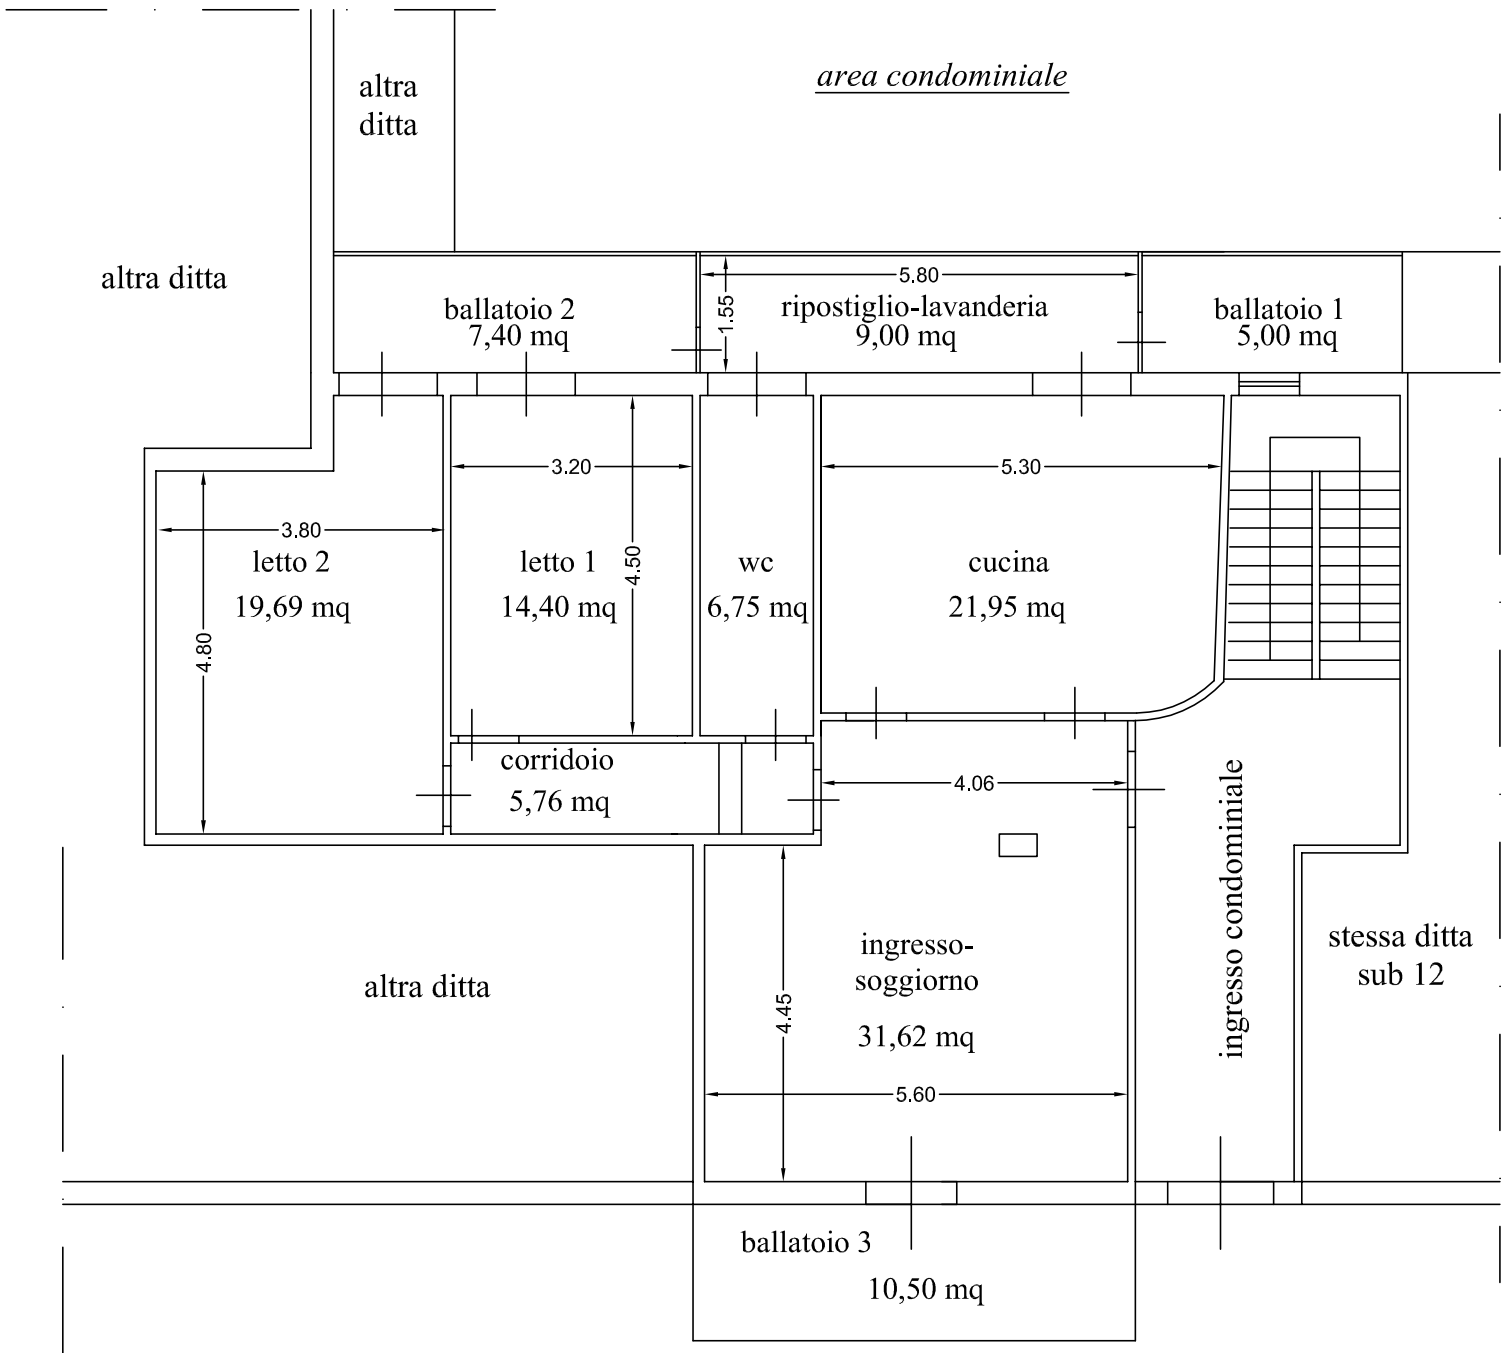 area condominiale
altra
ditta
altra ditta
5.80
1.55
ballatoio 2
7,40 mq
ripostiglio-lavanderia
9,00 mq
ballatoio 1
5,00 mq
3.20
5.30
3.80
4.50
4.80
letto 2
19,69 mq
letto 1
14,40 mq
wc
6,75 mq
cucina
21,95 mq
corridoio
5,76 mq
4.06
ingresso condominiale
ingresso-
soggiorno
31,62 mq
4.45
5.60
altra ditta
stessa ditta
sub 12
ballatoio 3
10,50 mq